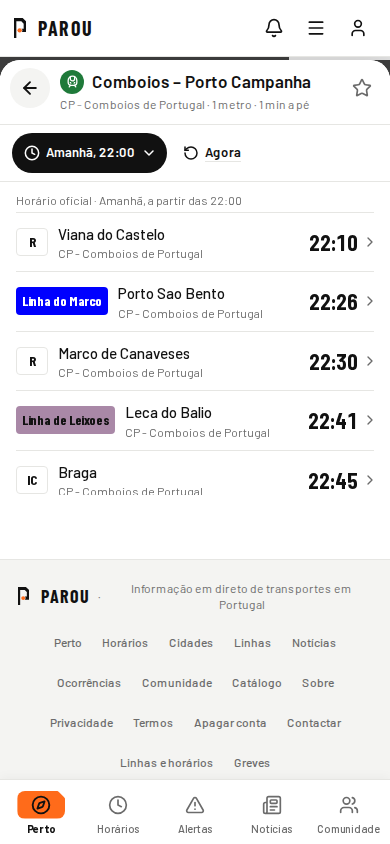 PAROU
Comboios – Porto Campanha
CP - Comboios de Portugal · 1 metro · 1 min a pé
Amanhã, 22:00
Agora
Horário oficial · Amanhã, a partir das 22:00
R
Viana do Castelo
CP - Comboios de Portugal
22:10
Linha do Marco
Porto Sao Bento
CP - Comboios de Portugal
22:26
R
Marco de Canaveses
CP - Comboios de Portugal
22:30
Linha de Leixoes
Leca do Balio
CP - Comboios de Portugal
22:41
IC
Braga
CP - Comboios de Portugal
22:45
PAROU ·
Informação em direto de transportes em
Portugal
Perto Horários Cidades Linhas Notícias
Ocorrências Comunidade Catálogo Sobre
Privacidade Termos Apagar conta Contactar
Linhas e horários Greves
Perto Horários Alertas Notícias Comunidade